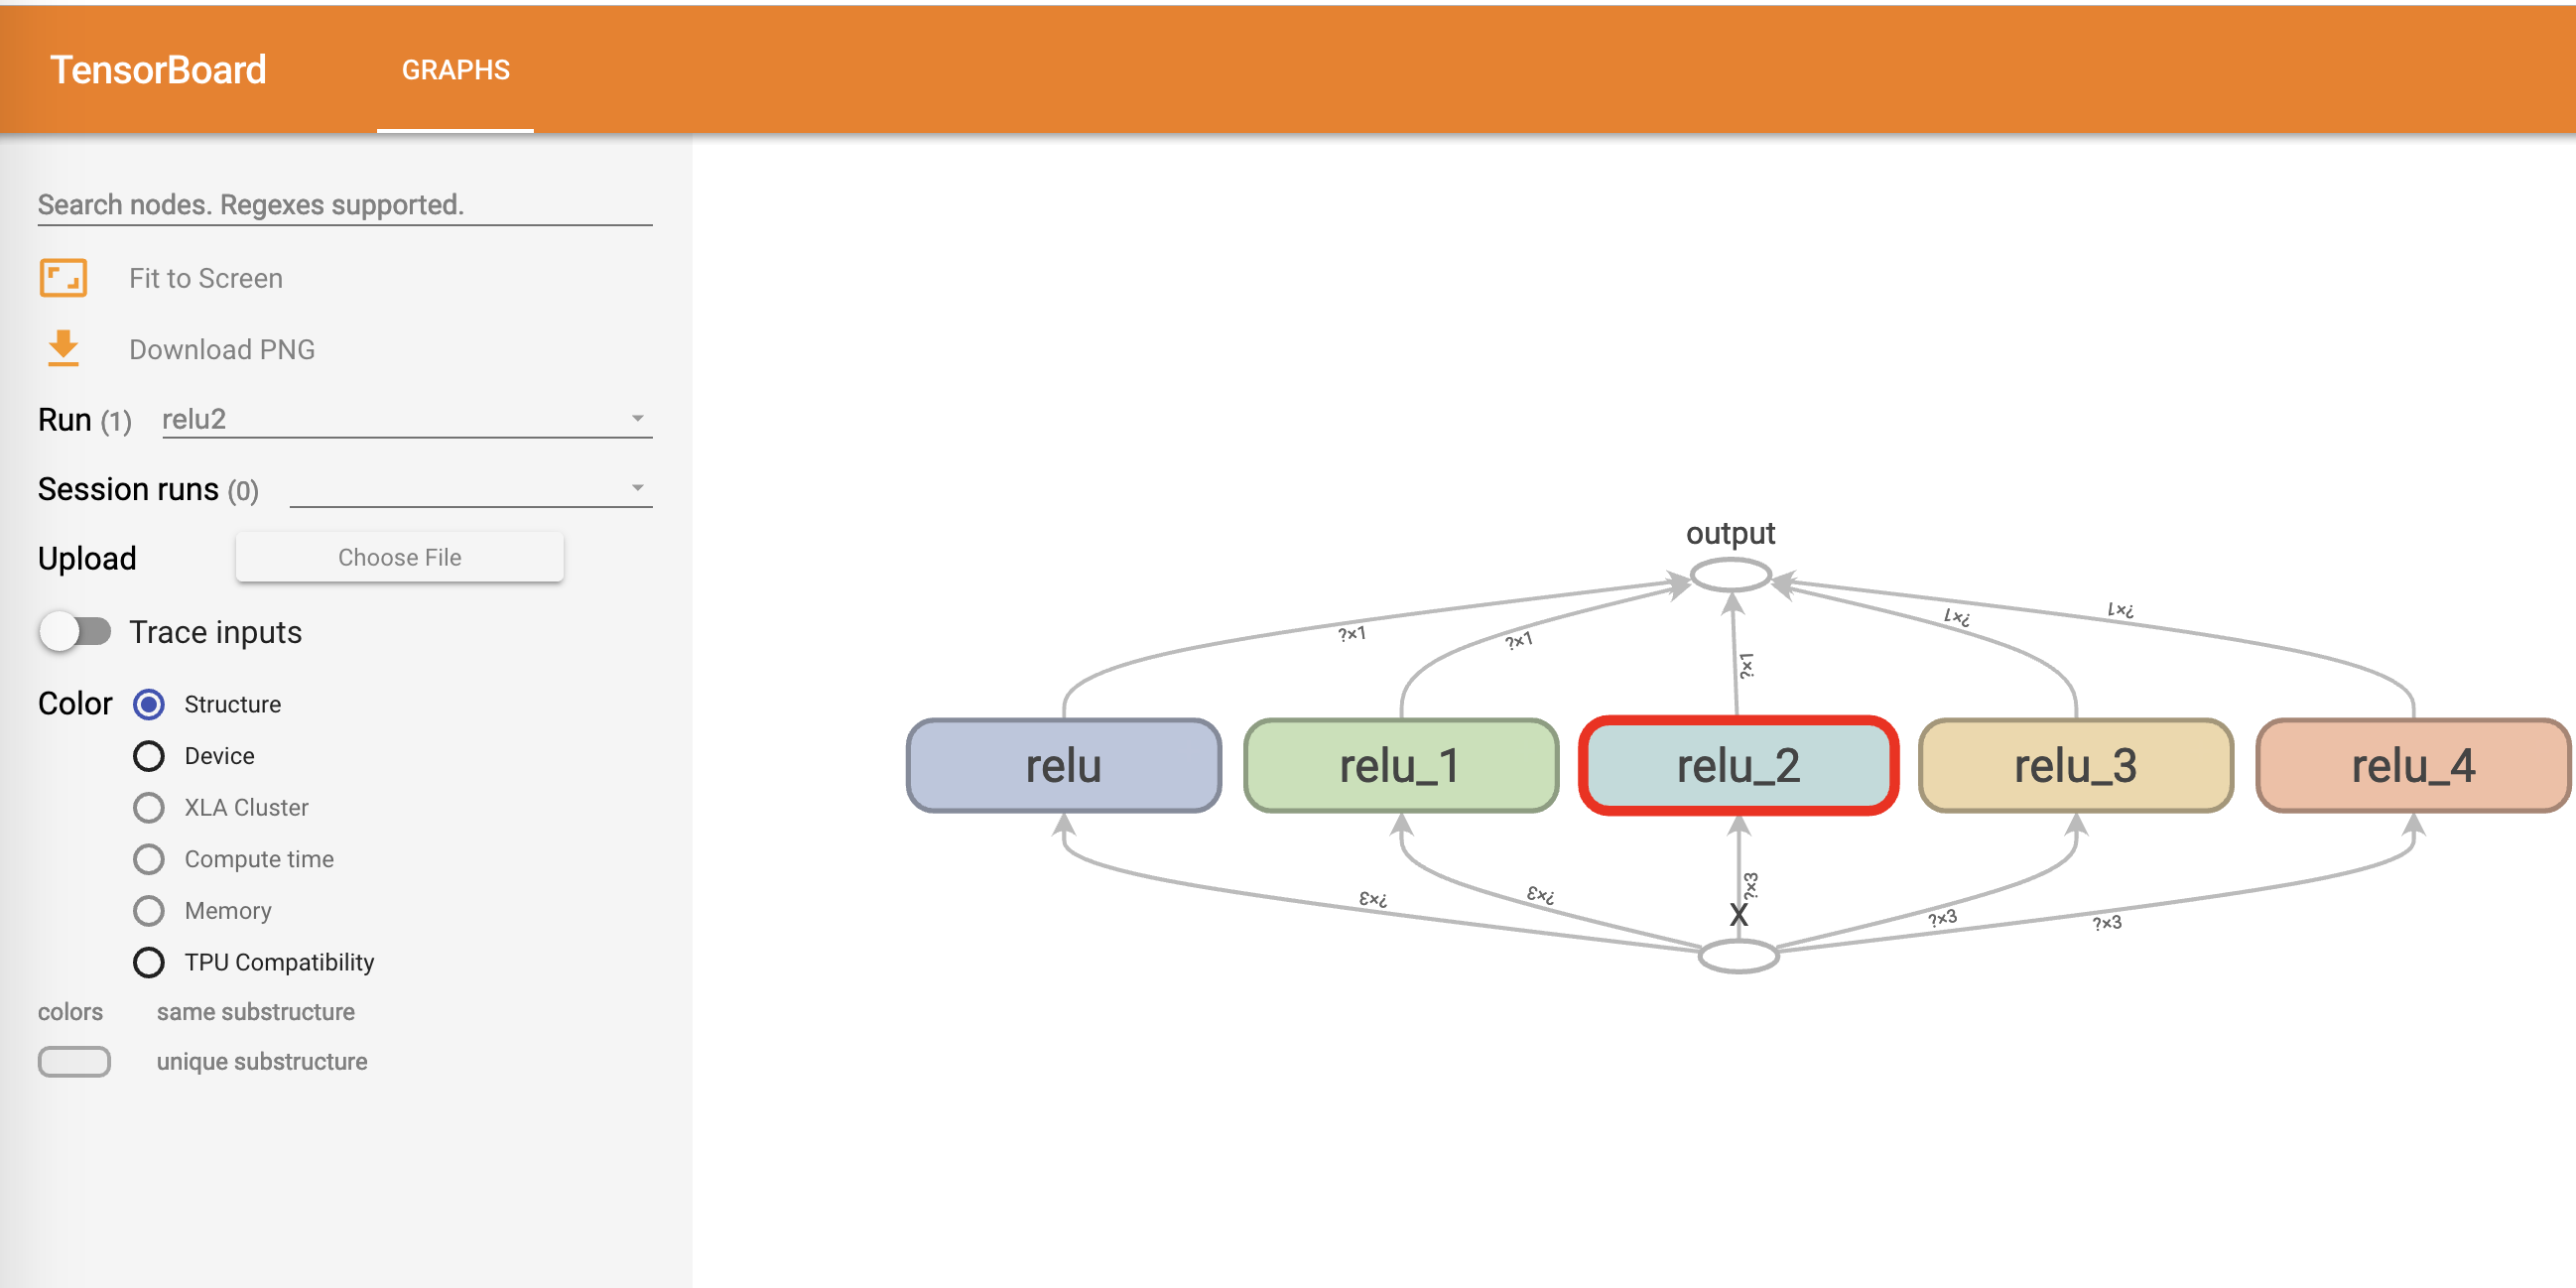 TensorBoard GRAPHS
Search nodes. Regexes supported.
Fit to Screen
Download PNG
Run (1) relu2
Session runs (0)
Upload Choose File
Trace inputs
Color Structure
Device
XLA Cluster
Compute time
Memory
TPU Compatibility
colors same substructure
unique substructure
output
?×1 ?×1 ?×1 ?×1 ?×1
relu relu_1 relu_2 relu_3 relu_4
?×3 ?×3 ?×3 ?×3 ?×3
X